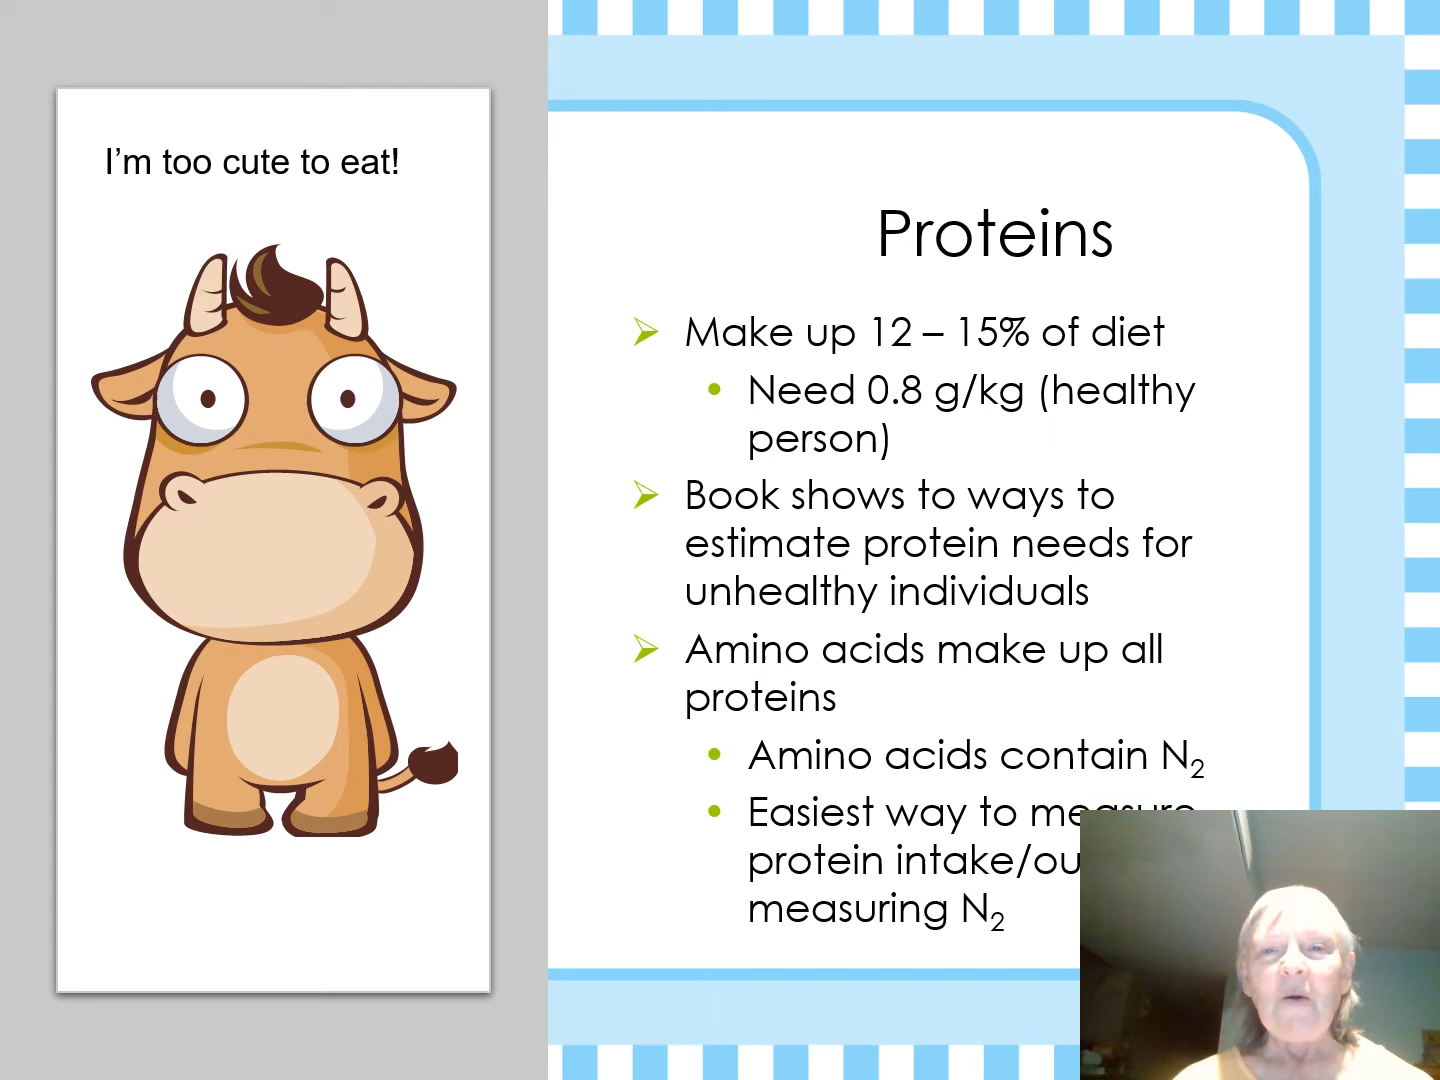 I’m too cute to eat!
Proteins
Make up 12 – 15% of diet
Need 0.8 g/kg (healthy
person)
Book shows to ways to
estimate protein needs for
unhealthy individuals
Amino acids make up all
proteins
Amino acids contain N₂
Easiest way to measure
protein intake/ou
measuring N₂